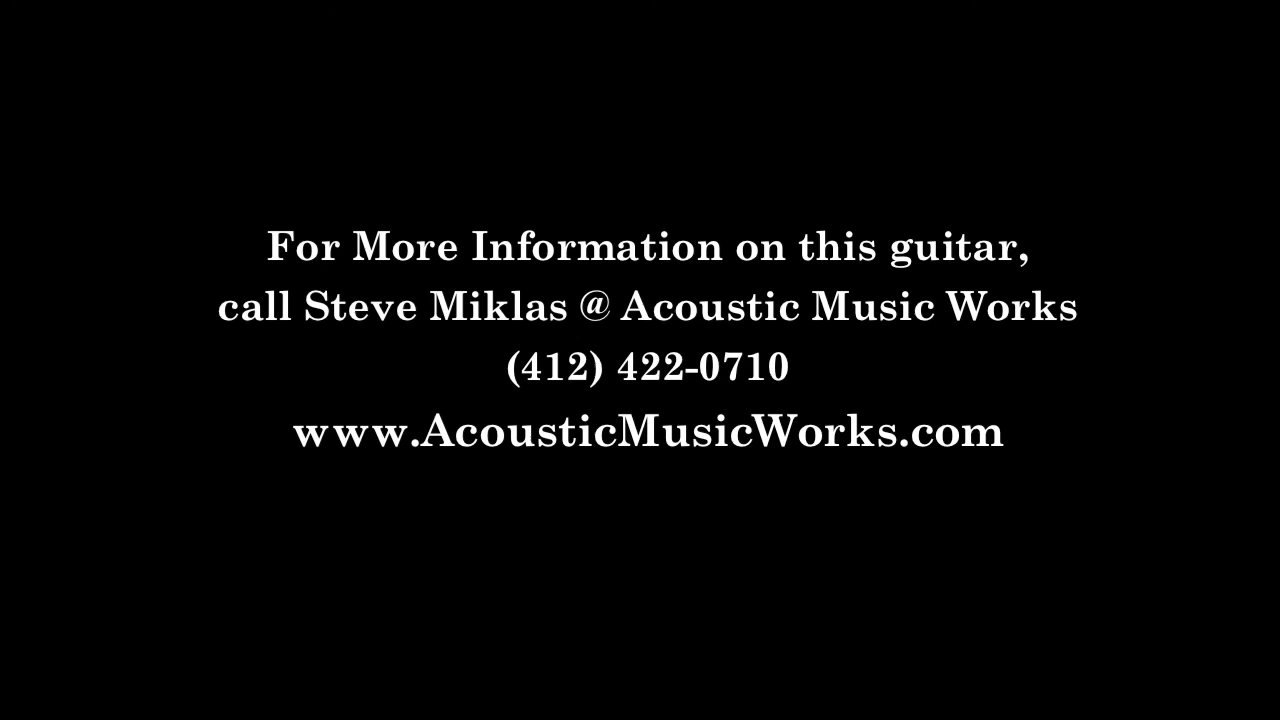 For More Information on this guitar,
call Steve Miklas @ Acoustic Music Works
(412) 422-0710
www.AcousticMusicWorks.com